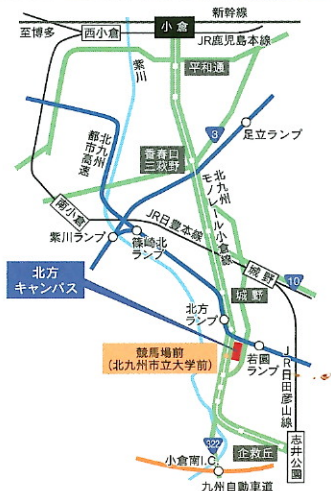 新幹線
至博多
西小倉
小倉
JR鹿児島本線
紫川
平和通
北九州
都市高速
3
足立ランプ
香春口
三萩野
北九州
モノレール小倉線
南小倉
JR日豊本線
紫川ランプ
篠崎北
ランプ
城野
10
北方
キャンパス
城野
北方
ランプ
競馬場前
(北九州市立大学前)
若園
ランプ
JR日田彦山線
志井公園
322
企救丘
小倉南I.C.
九州自動車道